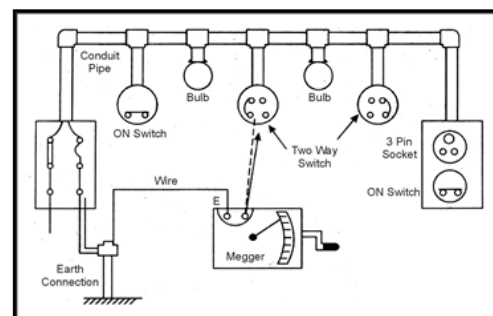 Conduit
Pipe
ON Switch
Bulb
Bulb
Two Way
Switch
3 Pin
Socket
ON Switch
Wire
E
Megger
Earth
Connection